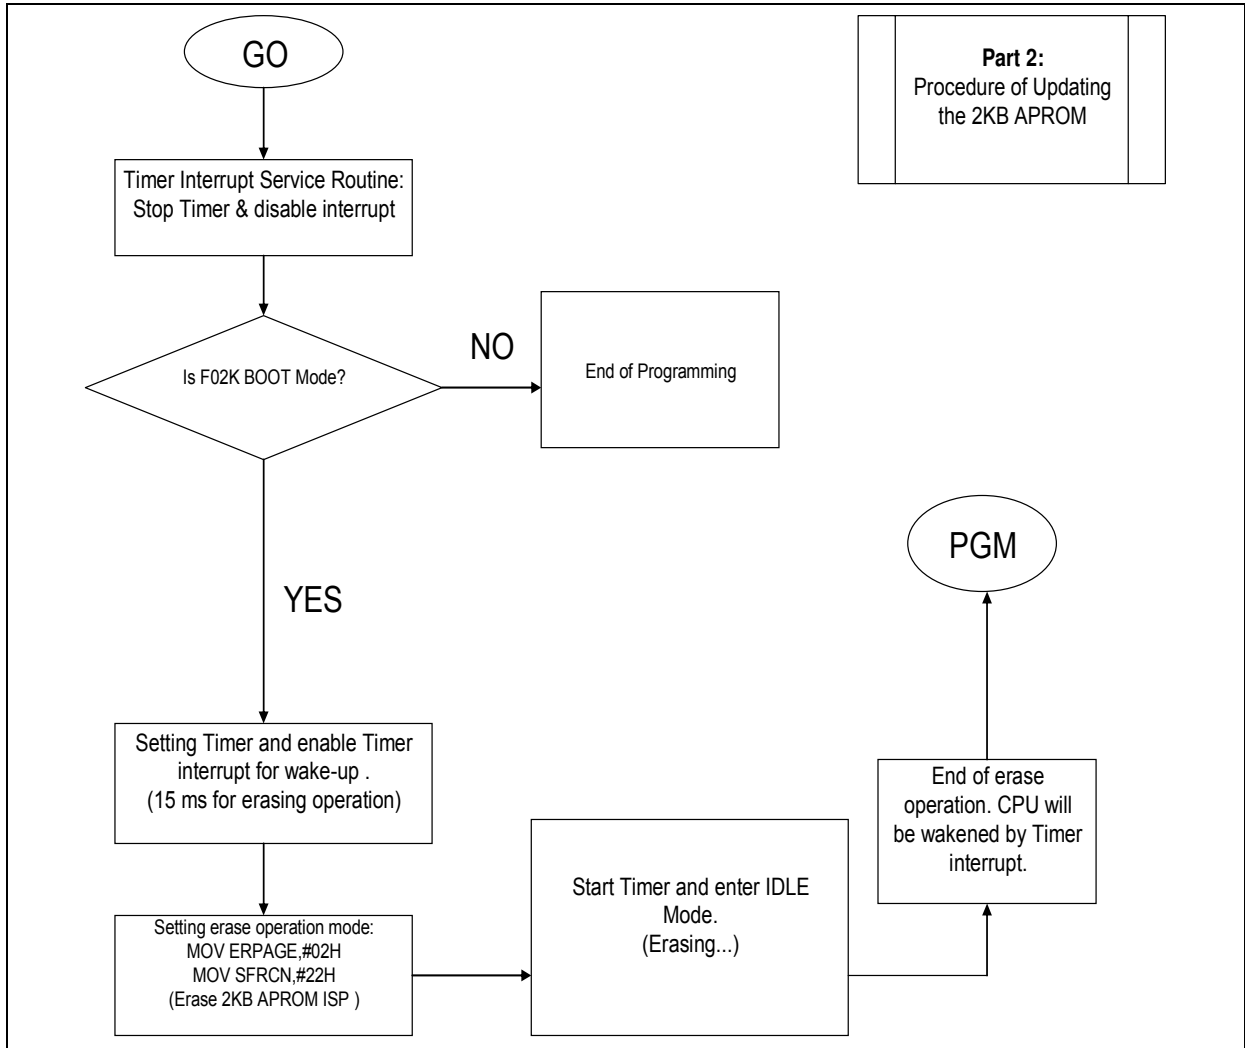 GO
Part 2:
Procedure of Updating
the 2KB APROM
Timer Interrupt Service Routine:
Stop Timer & disable interrupt
Is F02K BOOT Mode?
NO
End of Programming
YES
PGM
Setting Timer and enable Timer
interrupt for wake-up .
(15 ms for erasing operation)
End of erase
operation. CPU will
be wakened by Timer
interrupt.
Setting erase operation mode:
MOV ERPAGE,#02H
MOV SFRCN,#22H
(Erase 2KB APROM ISP )
Start Timer and enter IDLE
Mode.
(Erasing...)